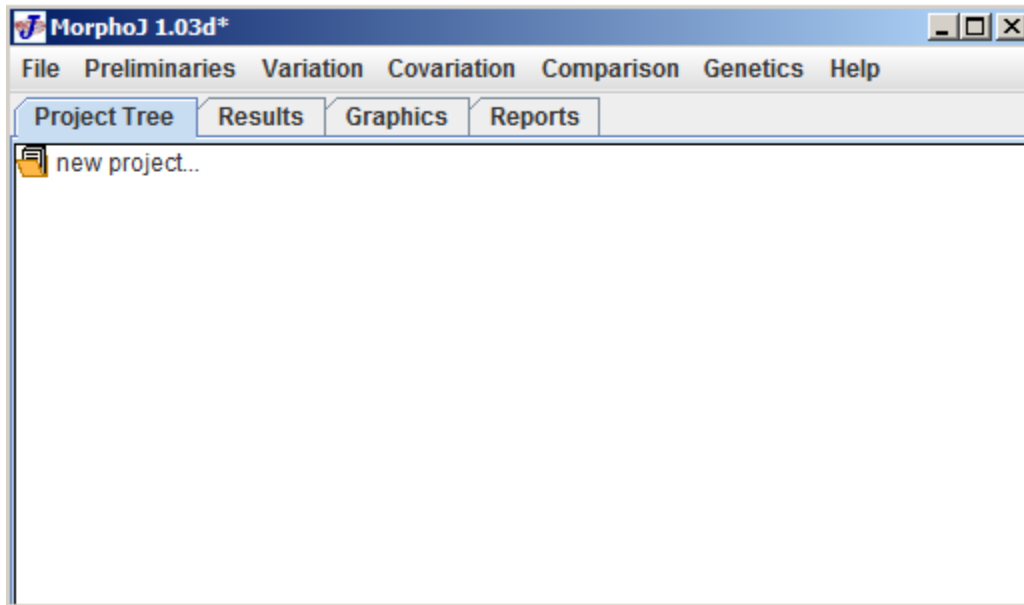 MorphoJ 1.03d*
File Preliminaries Variation Covariation Comparison Genetics Help
Project Tree Results Graphics Reports
new project...